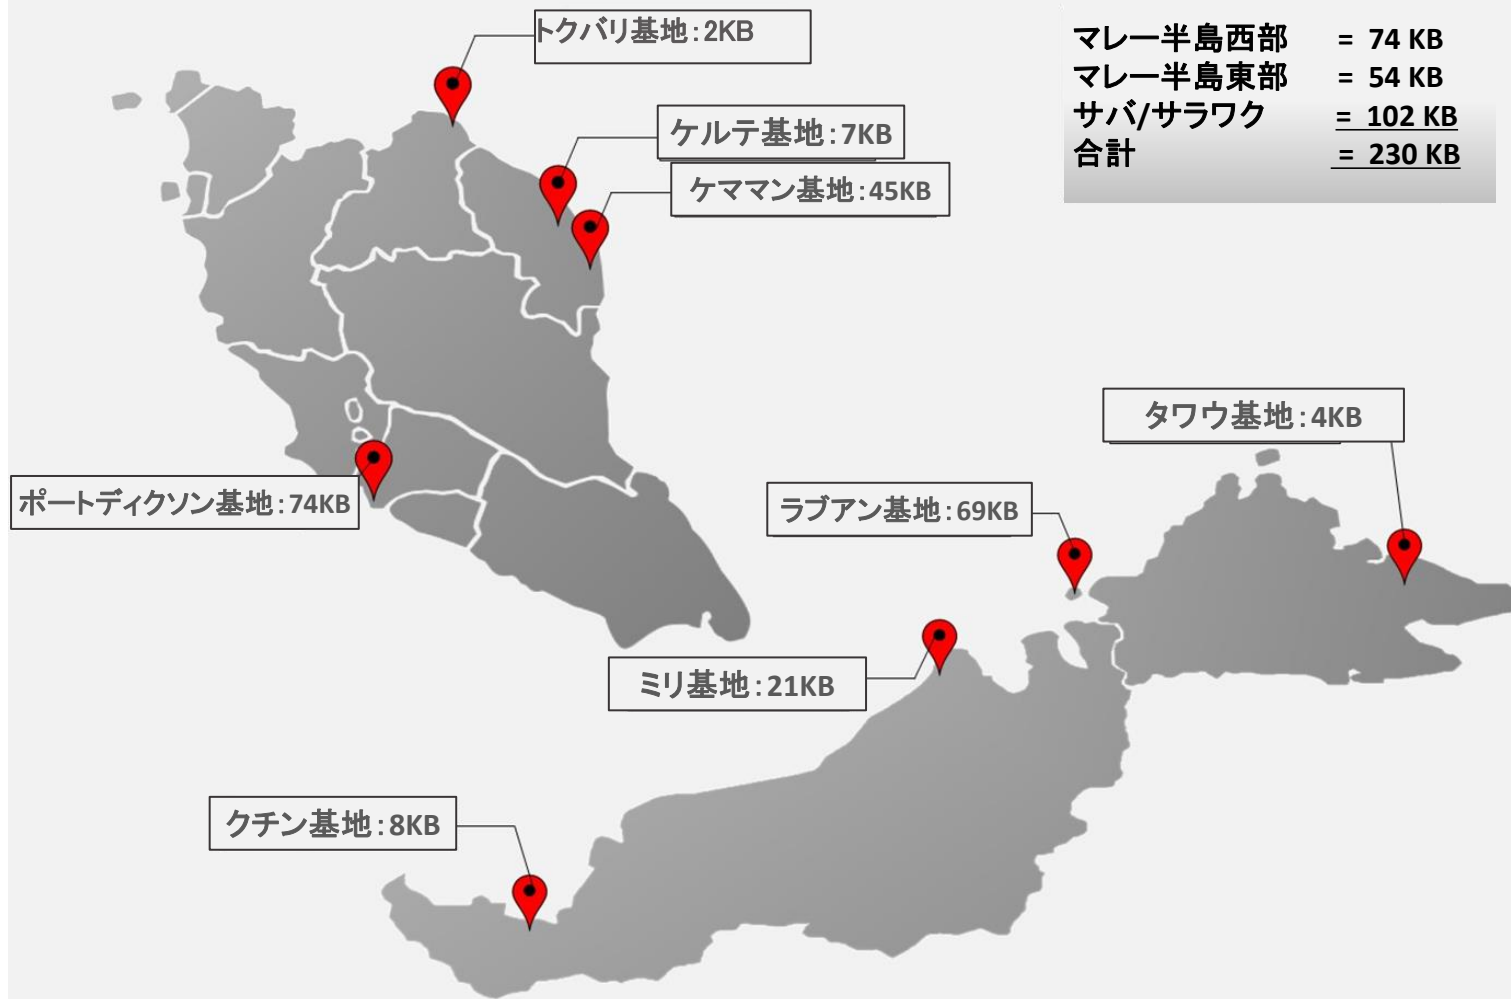 トクバリ基地:2KB
マレー半島西部 = 74 KB
マレー半島東部 = 54 KB
サバ/サラワク = 102 KB
合計 = 230 KB
ケルテ基地:7KB
ケママン基地:45KB
タワウ基地:4KB
ポートディクソン基地:74KB
ラブアン基地:69KB
ミリ基地:21KB
クチン基地:8KB